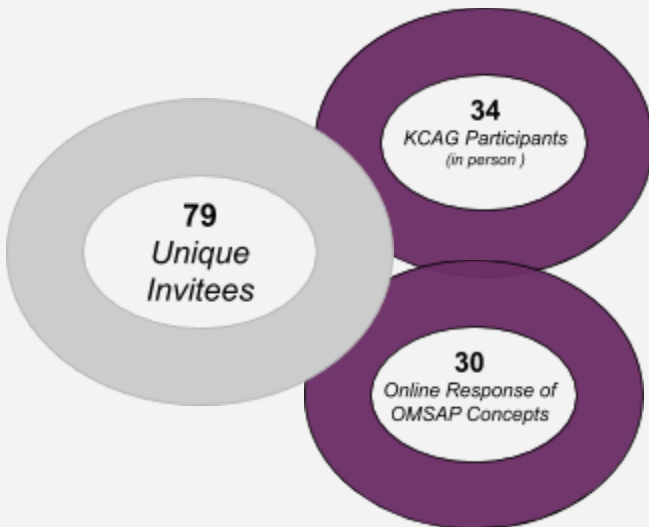 79
Unique
Invitees
34
KCAG Participants
(in person )
30
Online Response of
OMSAP Concepts